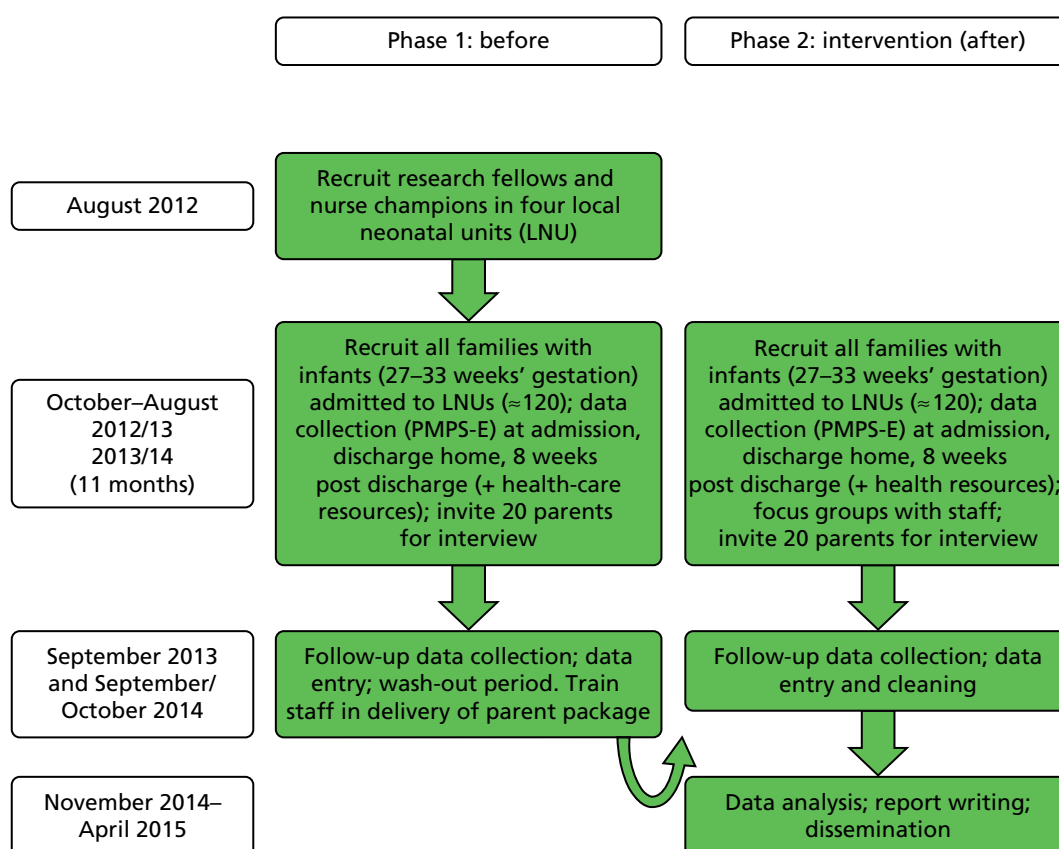 Phase 1: before
Phase 2: intervention (after)
August 2012
Recruit research fellows and
nurse champions in four local
neonatal units (LNU)
October–August
2012/13
2013/14
(11 months)
Recruit all families with
infants (27–33 weeks’ gestation)
admitted to LNUs (≈120); data
collection (PMPS-E) at admission,
discharge home, 8 weeks
post discharge (+ health-care
resources); invite 20 parents
for interview
Recruit all families with
infants (27–33 weeks’ gestation)
admitted to LNUs (≈120); data
collection (PMPS-E) at admission,
discharge home, 8 weeks
post discharge (+ health resources);
focus groups with staff;
invite 20 parents for interview
September 2013
and September/
October 2014
Follow-up data collection; data
entry; wash-out period. Train
staff in delivery of parent package
Follow-up data collection; data
entry and cleaning
November 2014–
April 2015
Data analysis; report writing;
dissemination